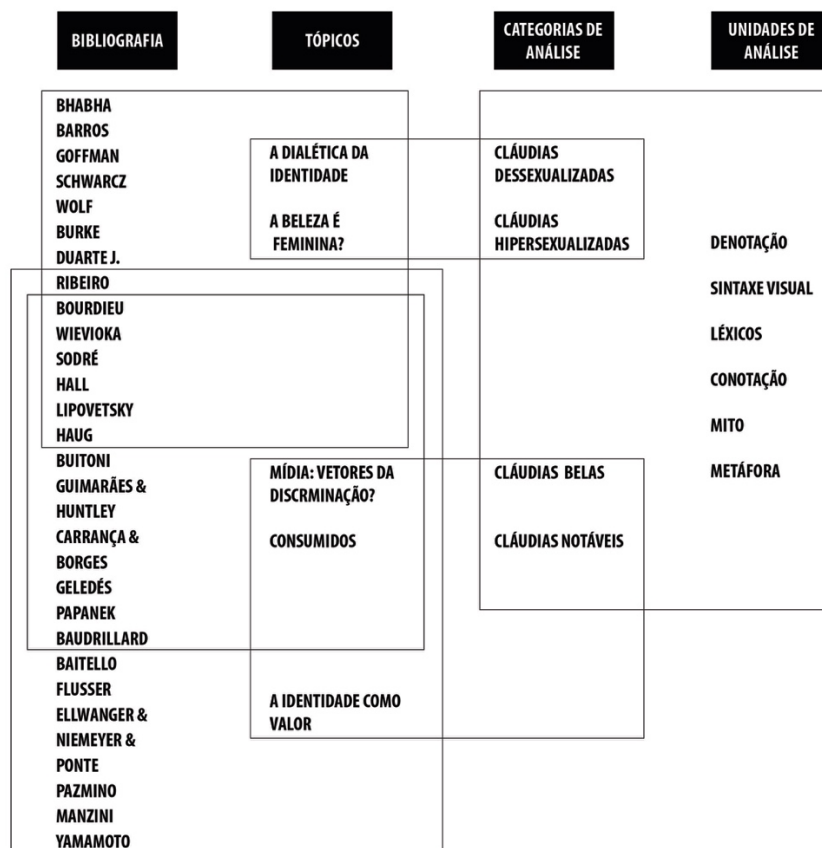 BIBLIOGRAFIA
TÓPICOS
CATEGORIAS DE
ANÁLISE
UNIDADES DE
ANÁLISE
BHABHA
BARROS
GOFFMAN
SCHWARCZ
WOLF
BURKE
DUARTE J.
RIBEIRO
BOURDIEU
WIEVIOKA
SODRÉ
HALL
LIPOVETSKY
HAUG
BUITONI
GUIMARÃES &
HUNTLEY
CARRANÇA &
BORGES
GELEDÉS
PAPANEK
BAUDRILLARD
BAITELLO
FLUSSER
ELLWANGER &
NIEMEYER &
PONTE
PAZMINO
MANZINI
YAMAMOTO
A DIALÉTICA DA
IDENTIDADE
A BELEZA É
FEMININA?
MÍDIA: VETORES DA
DISCRMINAÇÃO?
CONSUMIDOS
A IDENTIDADE COMO
VALOR
CLÁUDIAS
DESSEXUALIZADAS
CLÁUDIAS
HIPERSEXUALIZADAS
CLÁUDIAS BELAS
CLÁUDIAS NOTÁVEIS
DENOTAÇÃO
SINTAXE VISUAL
LÉXICOS
CONOTAÇÃO
MITO
METÁFORA